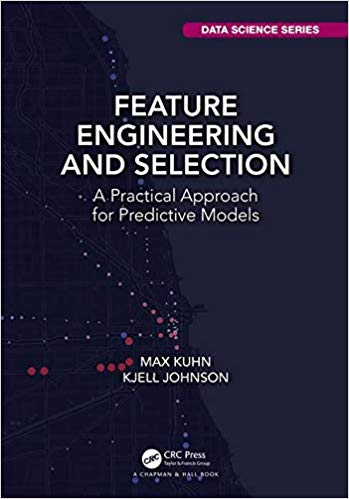 DATA SCIENCE SERIES
FEATURE
ENGINEERING
AND SELECTION
A Practical Approach
for Predictive Models
MAX KUHN
KJELL JOHNSON
CRC
CRC Press
Taylor & Francis Group
A CHAPMAN & HALL BOOK